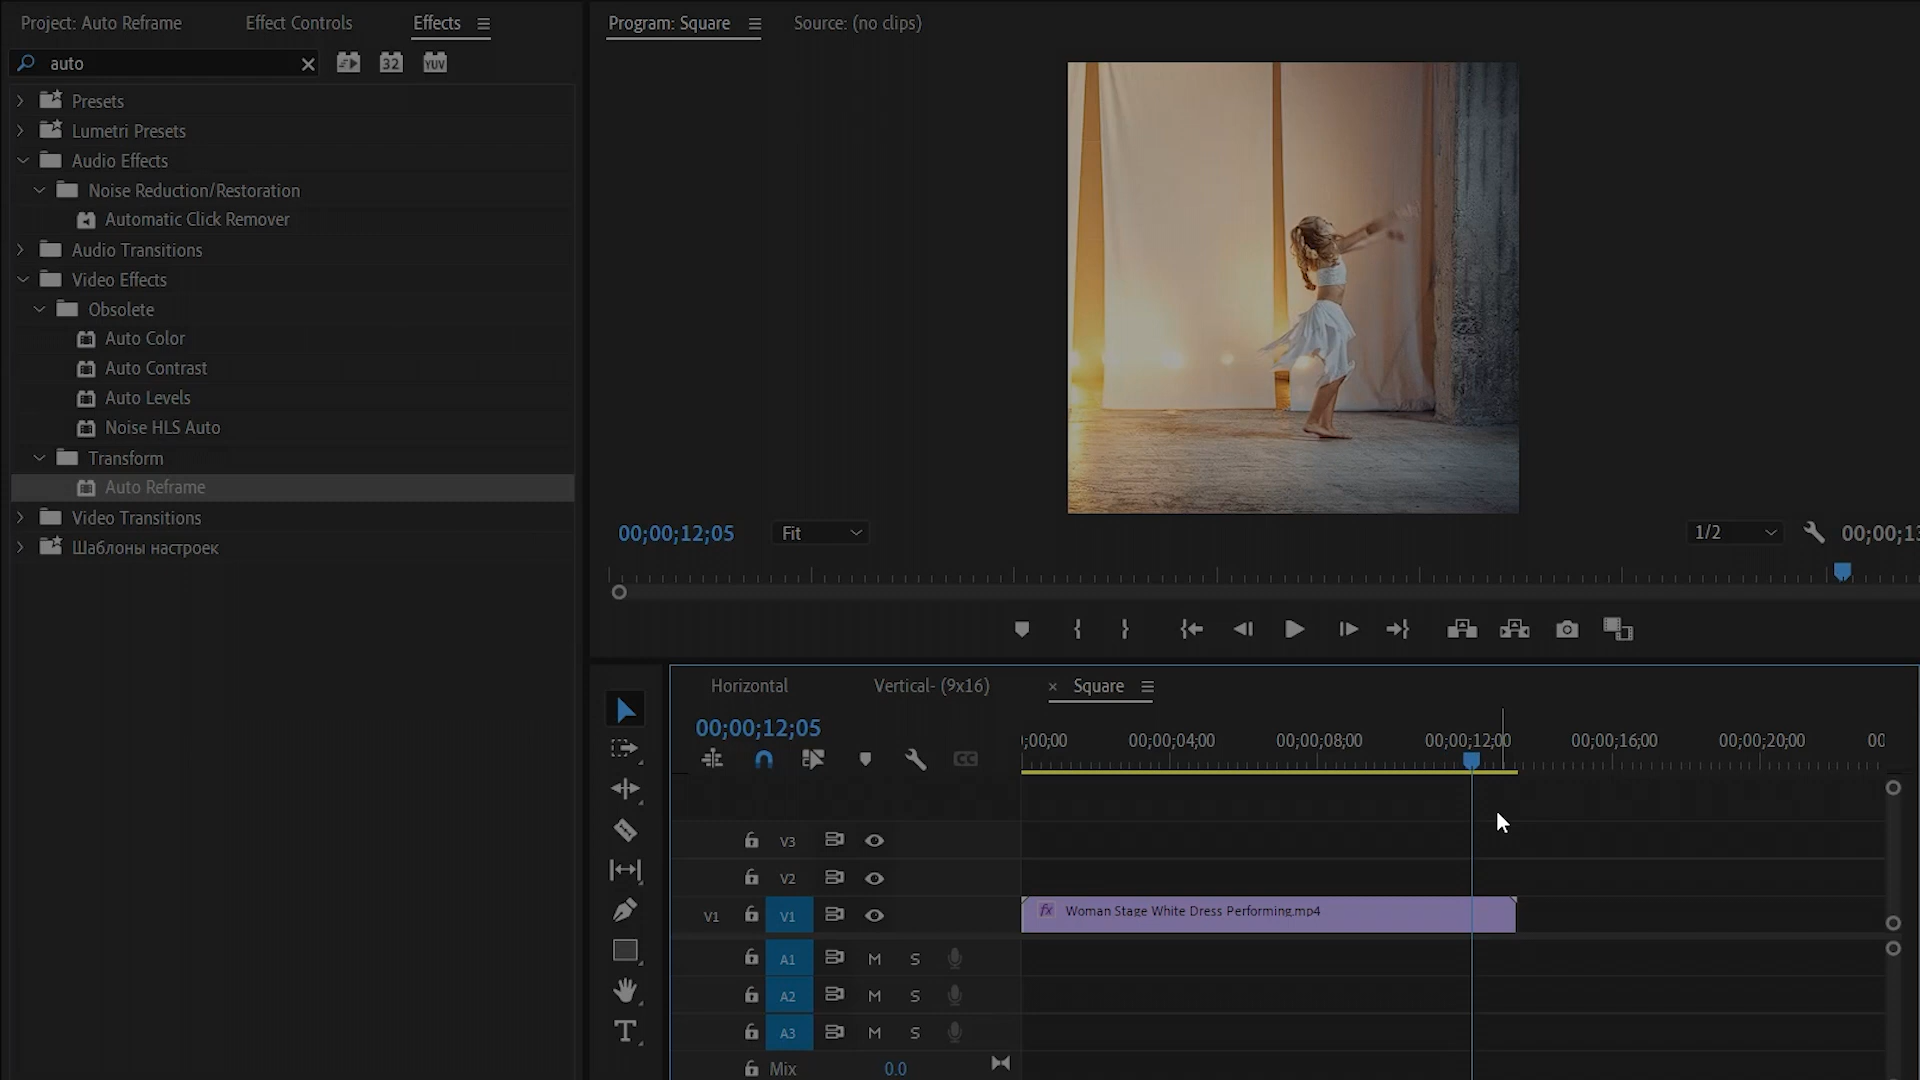 Project: Auto Reframe
Effect Controls
Effects
auto
32
YUV
Presets
Lumetri Presets
Audio Effects
Noise Reduction/Restoration
Automatic Click Remover
Audio Transitions
Video Effects
Obsolete
Auto Color
Auto Contrast
Auto Levels
Noise HLS Auto
Transform
Auto Reframe
Video Transitions
Шаблоны настроек
Program: Square
Source: (no clips)
00;00;12;05
Fit
1/2
00;00;13
Horizontal
Vertical- (9x16)
× Square
00;00;12;05
CC
;00;00
00;00;04;00
00;00;08;00
00;00;12;00
00;00;16;00
00;00;20;00
00
V3
V2
V1 V1
fx Woman Stage White Dress Performing.mp4
A1 M S
A2 M S
A3 M S
Mix 0.0